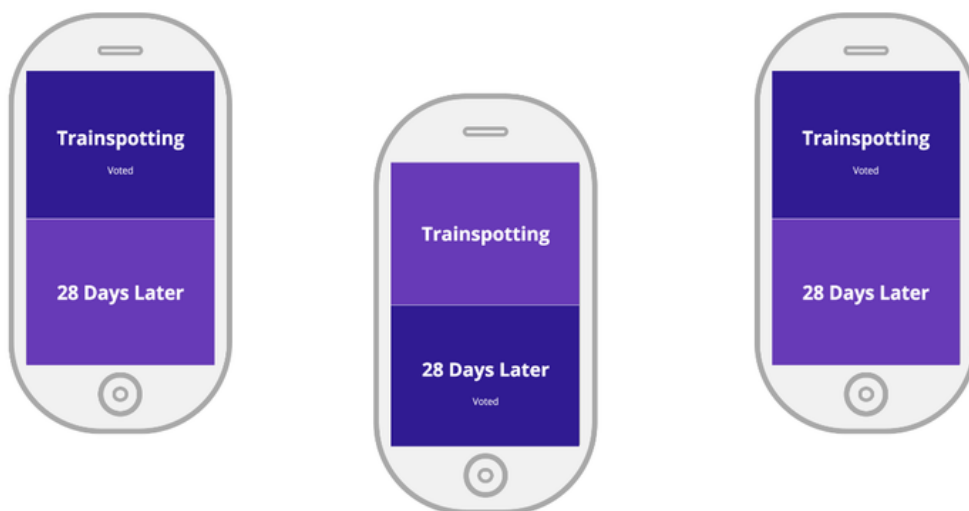 Trainspotting
Voted
28 Days Later
Trainspotting
28 Days Later
Voted
Trainspotting
Voted
28 Days Later